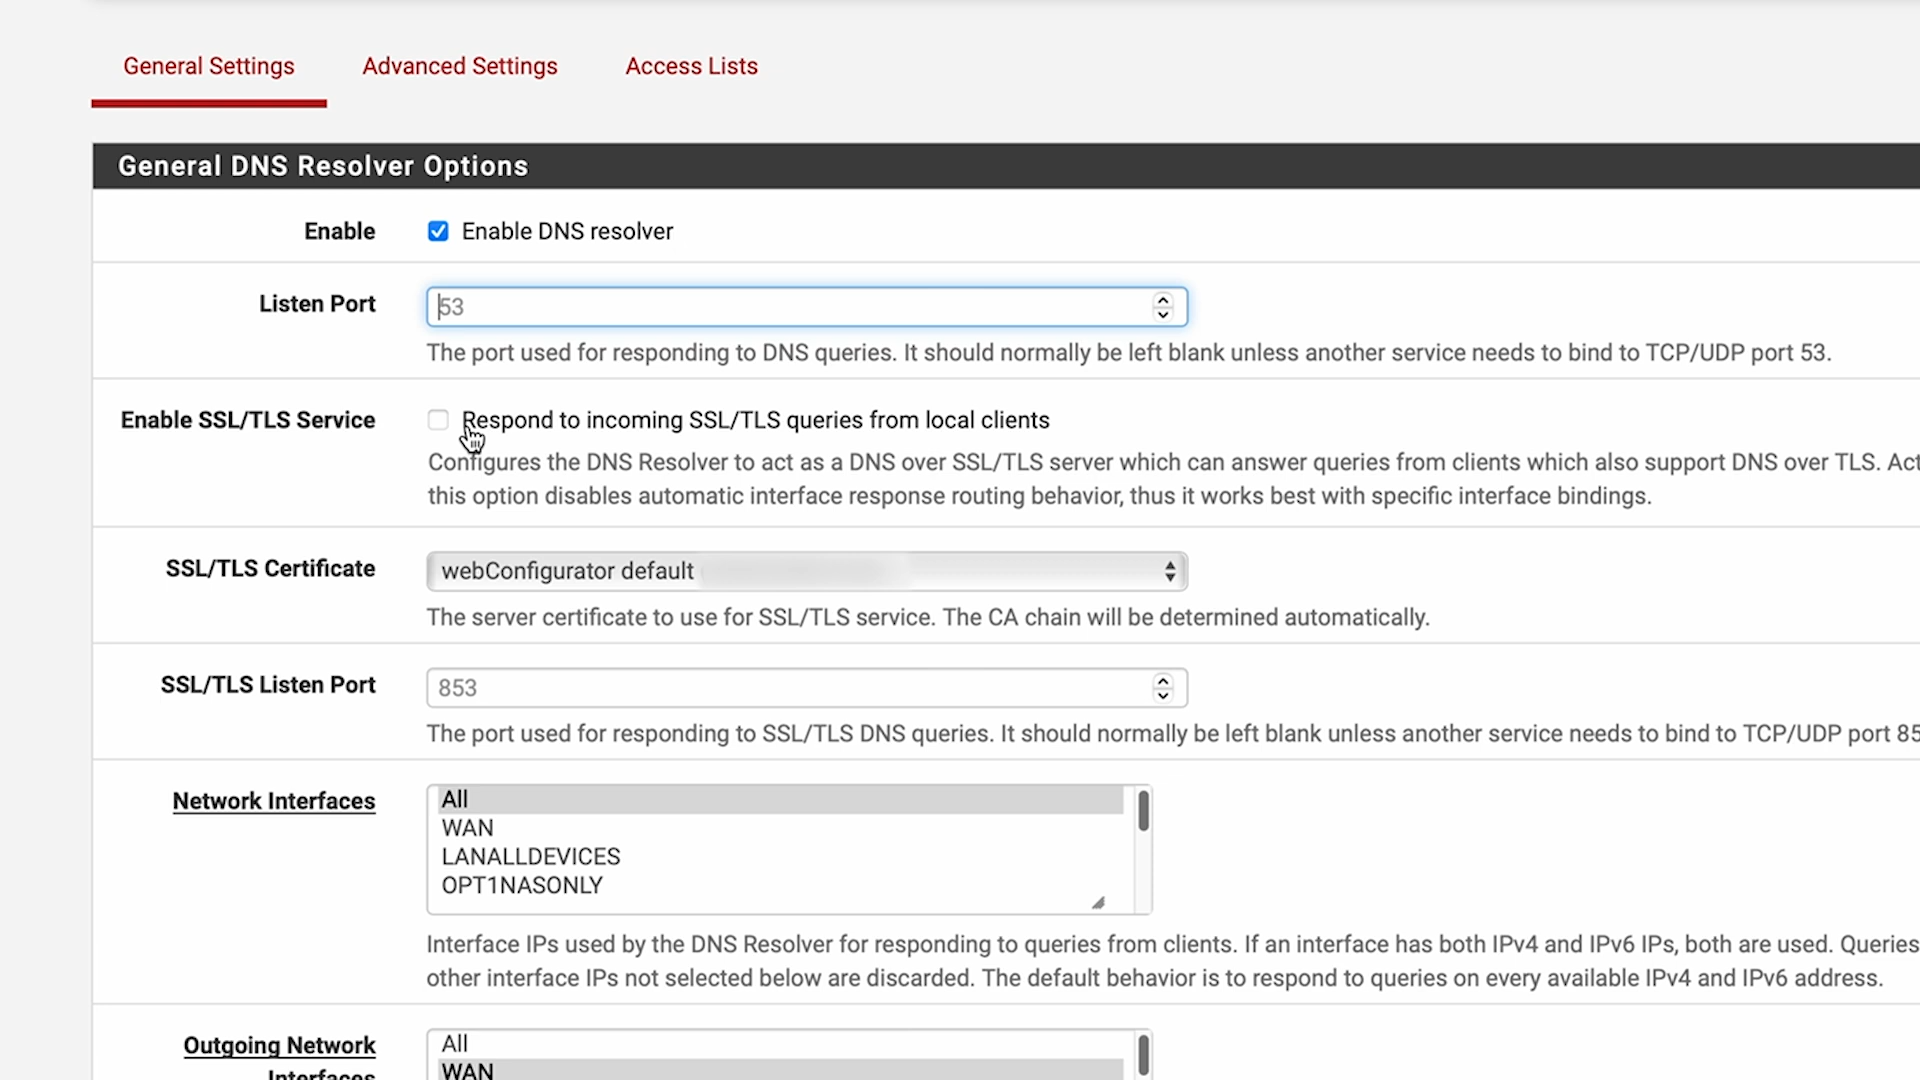 General Settings Advanced Settings Access Lists
General DNS Resolver Options
Enable Enable DNS resolver
Listen Port 53
The port used for responding to DNS queries. It should normally be left blank unless another service needs to bind to TCP/UDP port 53.
Enable SSL/TLS Service Respond to incoming SSL/TLS queries from local clients
Configures the DNS Resolver to act as a DNS over SSL/TLS server which can answer queries from clients which also support DNS over TLS. Act
this option disables automatic interface response routing behavior, thus it works best with specific interface bindings.
SSL/TLS Certificate webConfigurator default
The server certificate to use for SSL/TLS service. The CA chain will be determined automatically.
SSL/TLS Listen Port 853
The port used for responding to SSL/TLS DNS queries. It should normally be left blank unless another service needs to bind to TCP/UDP port 85
Network Interfaces All
WAN
LANALLDEVICES
OPT1NASONLY
Interface IPs used by the DNS Resolver for responding to queries from clients. If an interface has both IPv4 and IPv6 IPs, both are used. Queries
other interface IPs not selected below are discarded. The default behavior is to respond to queries on every available IPv4 and IPv6 address.
Outgoing Network All
Interfaces WAN